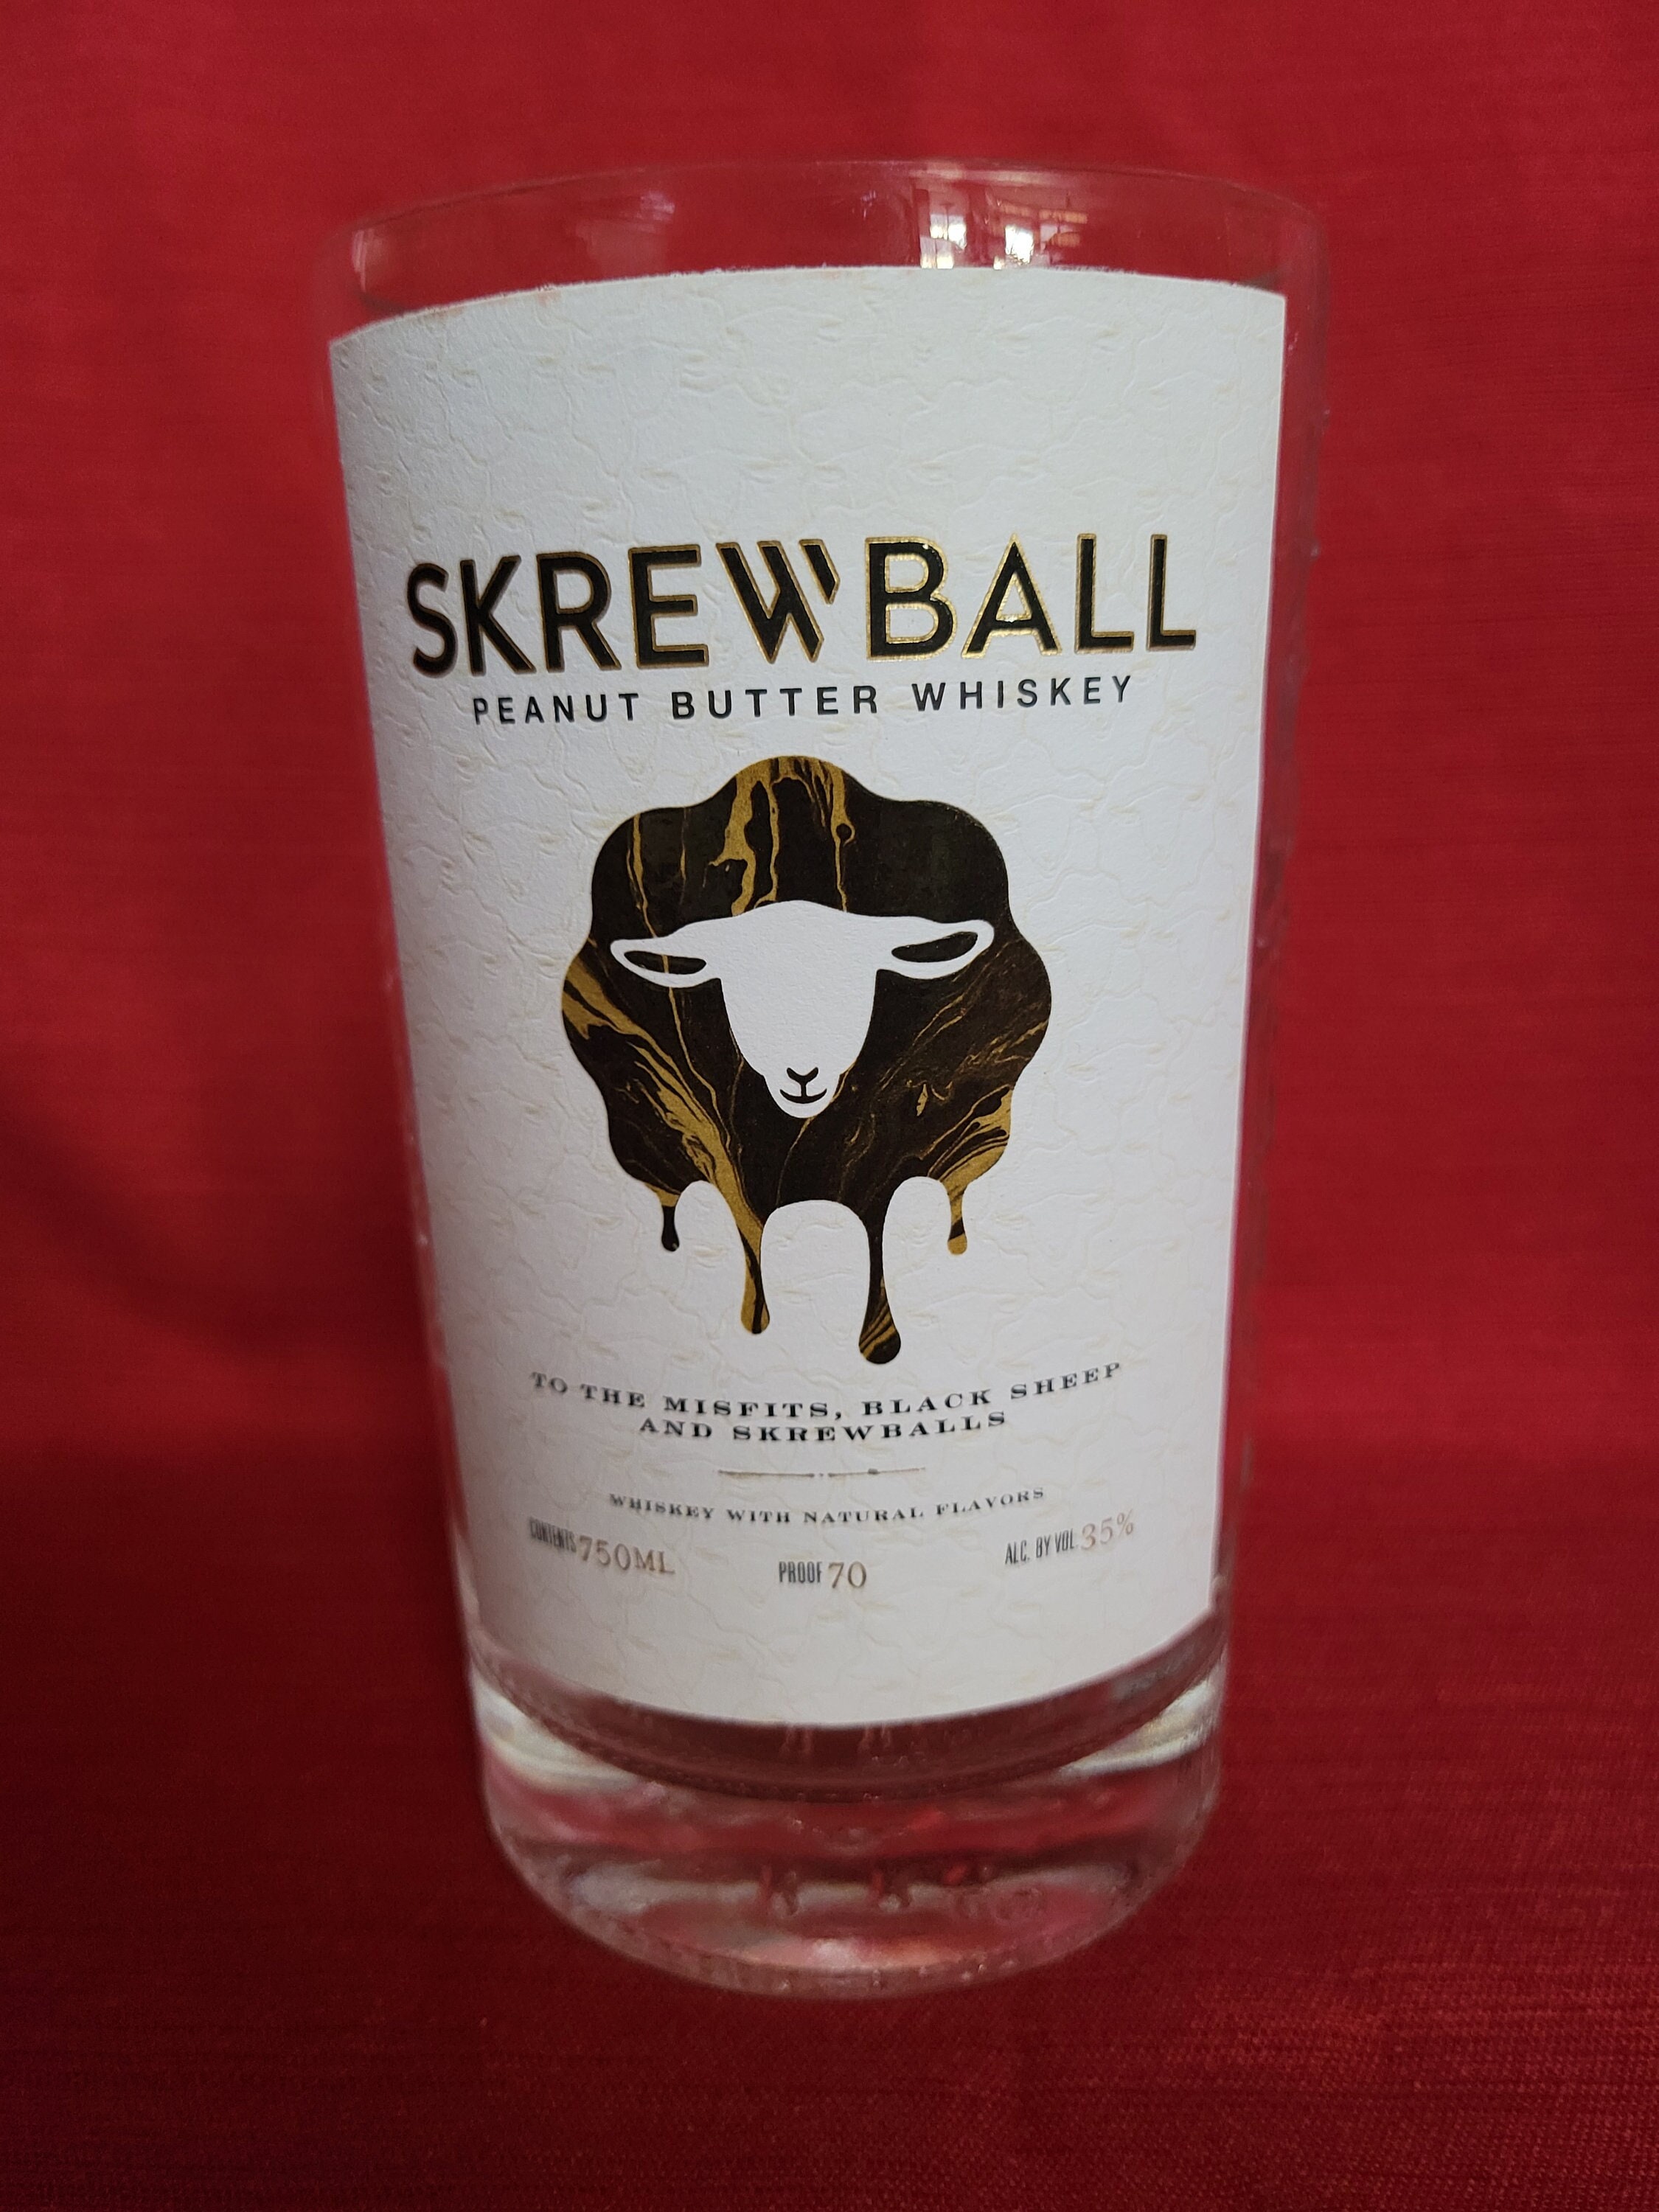 SKREWBALL
PEANUT BUTTER WHISKEY
TO THE MISFITS, BLACK SHEEP
AND SKREWBALLS
WHISKEY WITH NATURAL FLAVORS
CONTENTS 750ML PROOF 70 ALC. BY VOL 35%